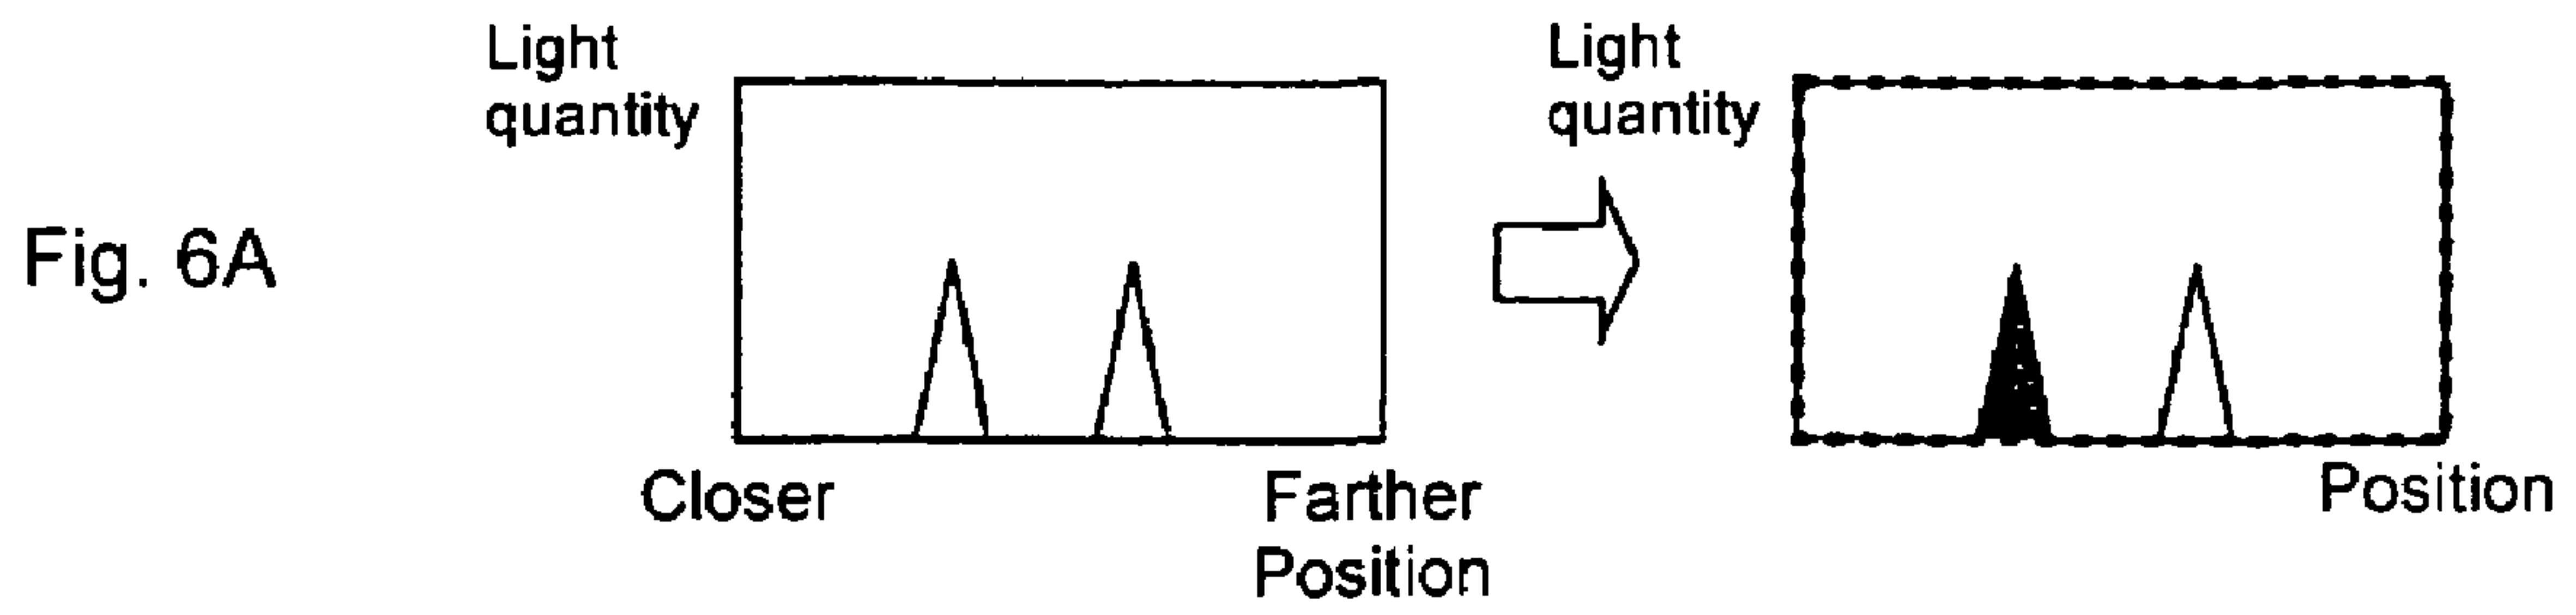 Fig. 6A
Light
quantity
Closer
Farther
Position
Light
quantity
Position